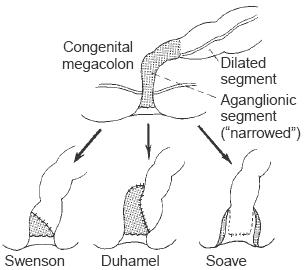 Congenital
megacolon
Dilated
segment
Aganglionic
segment
("narrowed")
Swenson
Duhamel
Soave